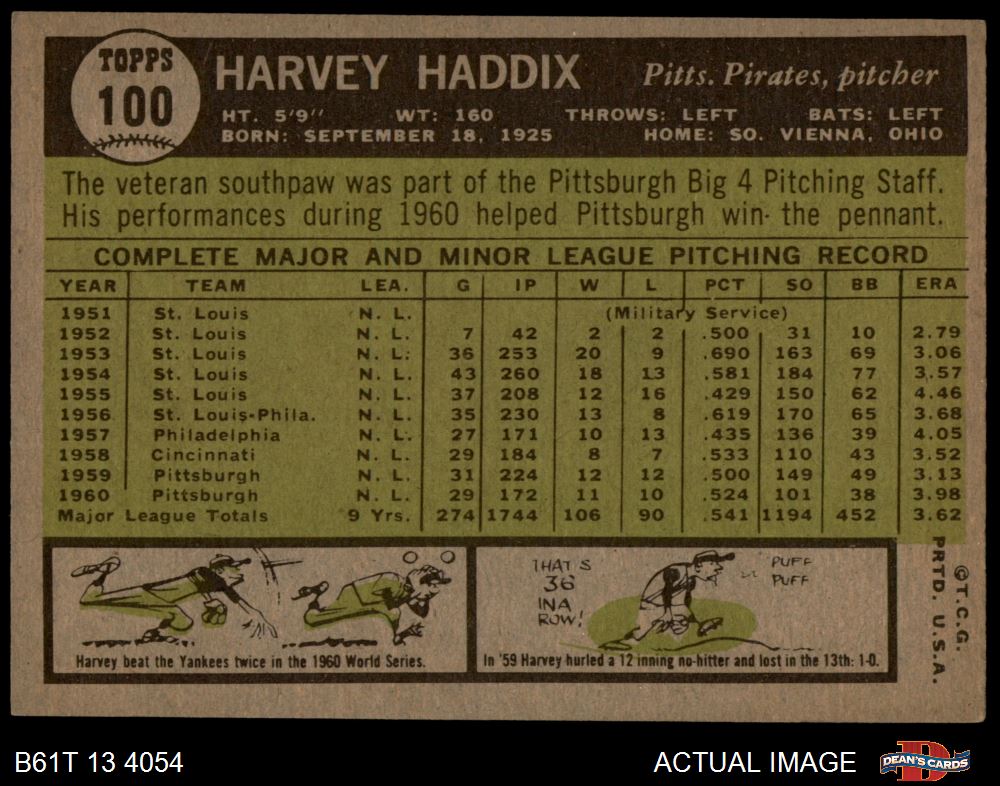 TOPPS
100
HARVEY HADDIX Pitts. Pirates, pitcher
HT. 5'9" WT: 160 THROWS: LEFT BATS: LEFT
BORN: SEPTEMBER 18, 1925 HOME: SO. VIENNA, OHIO
The veteran southpaw was part of the Pittsburgh Big 4 Pitching Staff.
His performances during 1960 helped Pittsburgh win the pennant.
COMPLETE MAJOR AND MINOR LEAGUE PITCHING RECORD
YEAR TEAM LEA. G IP W L PCT SO BB ERA
1951 St. Louis N. L. (Military Service)
1952 St. Louis N. L. 7 42 2 2 .500 31 10 2.79
1953 St. Louis N. L. 36 253 20 9 .690 163 69 3.06
1954 St. Louis N. L. 43 260 18 13 .581 184 77 3.57
1955 St. Louis N. L. 37 208 12 16 .429 150 62 4.46
1956 St. Louis-Phila. N. L. 35 230 13 8 .619 170 65 3.68
1957 Philadelphia N. L. 27 171 10 13 .435 136 39 4.05
1958 Cincinnati N. L. 29 184 8 7 .533 110 43 3.52
1959 Pittsburgh N. L. 31 224 12 12 .500 149 49 3.13
1960 Pittsburgh N. L. 29 172 11 10 .524 101 38 3.98
Major League Totals 9 Yrs. 274 1744 106 90 .541 1194 452 3.62
Harvey beat the Yankees twice in the 1960 World Series.
THAT'S
36
IN A
ROW!
PUFF
PUFF
In '59 Harvey hurled a 12 inning no-hitter and lost in the 13th: 1-0.
©T.C.G.
PRTD. U.S.A.
B61T 13 4054 ACTUAL IMAGE
D
DEAN'S CARDS